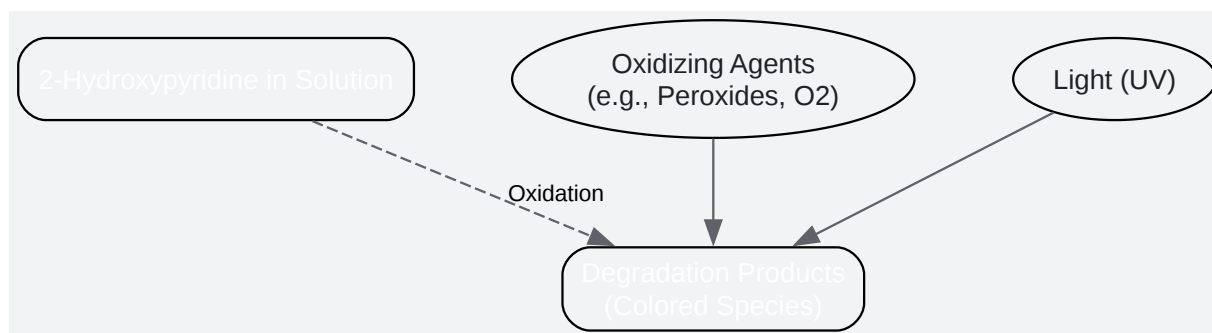 2-Hydroxypyridine in Solution
Oxidizing Agents
(e.g., Peroxides, O2)
Light (UV)
Oxidation
Degradation Products
(Colored Species)